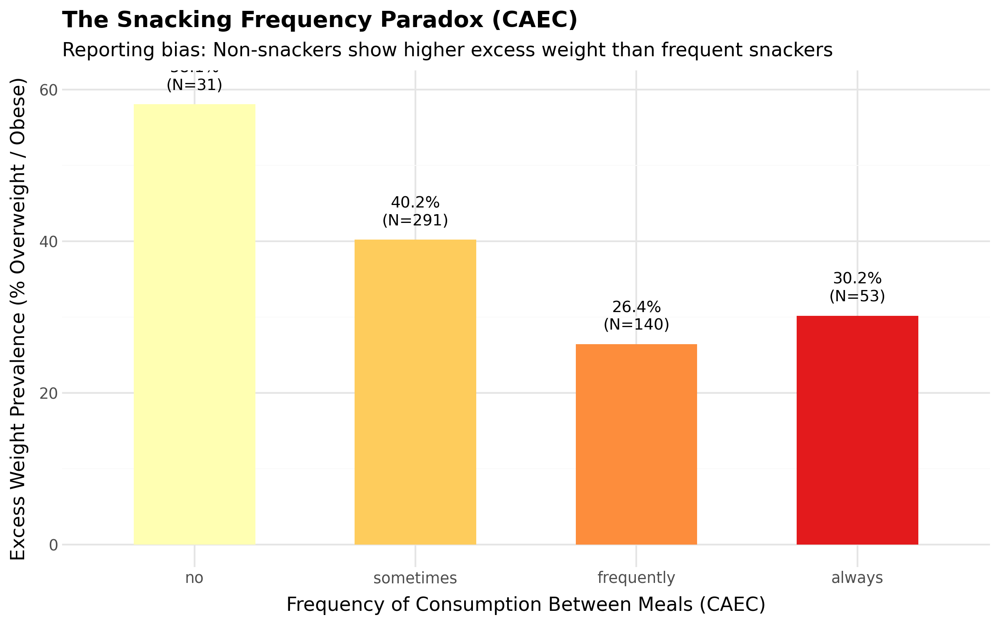 The Snacking Frequency Paradox (CAEC)
Reporting bias: Non-snackers show higher excess weight than frequent snackers
Excess Weight Prevalence (% Overweight / Obese)
60
40
20
0
(N=31)
40.2%
(N=291)
26.4%
(N=140)
30.2%
(N=53)
no
sometimes
frequently
always
Frequency of Consumption Between Meals (CAEC)